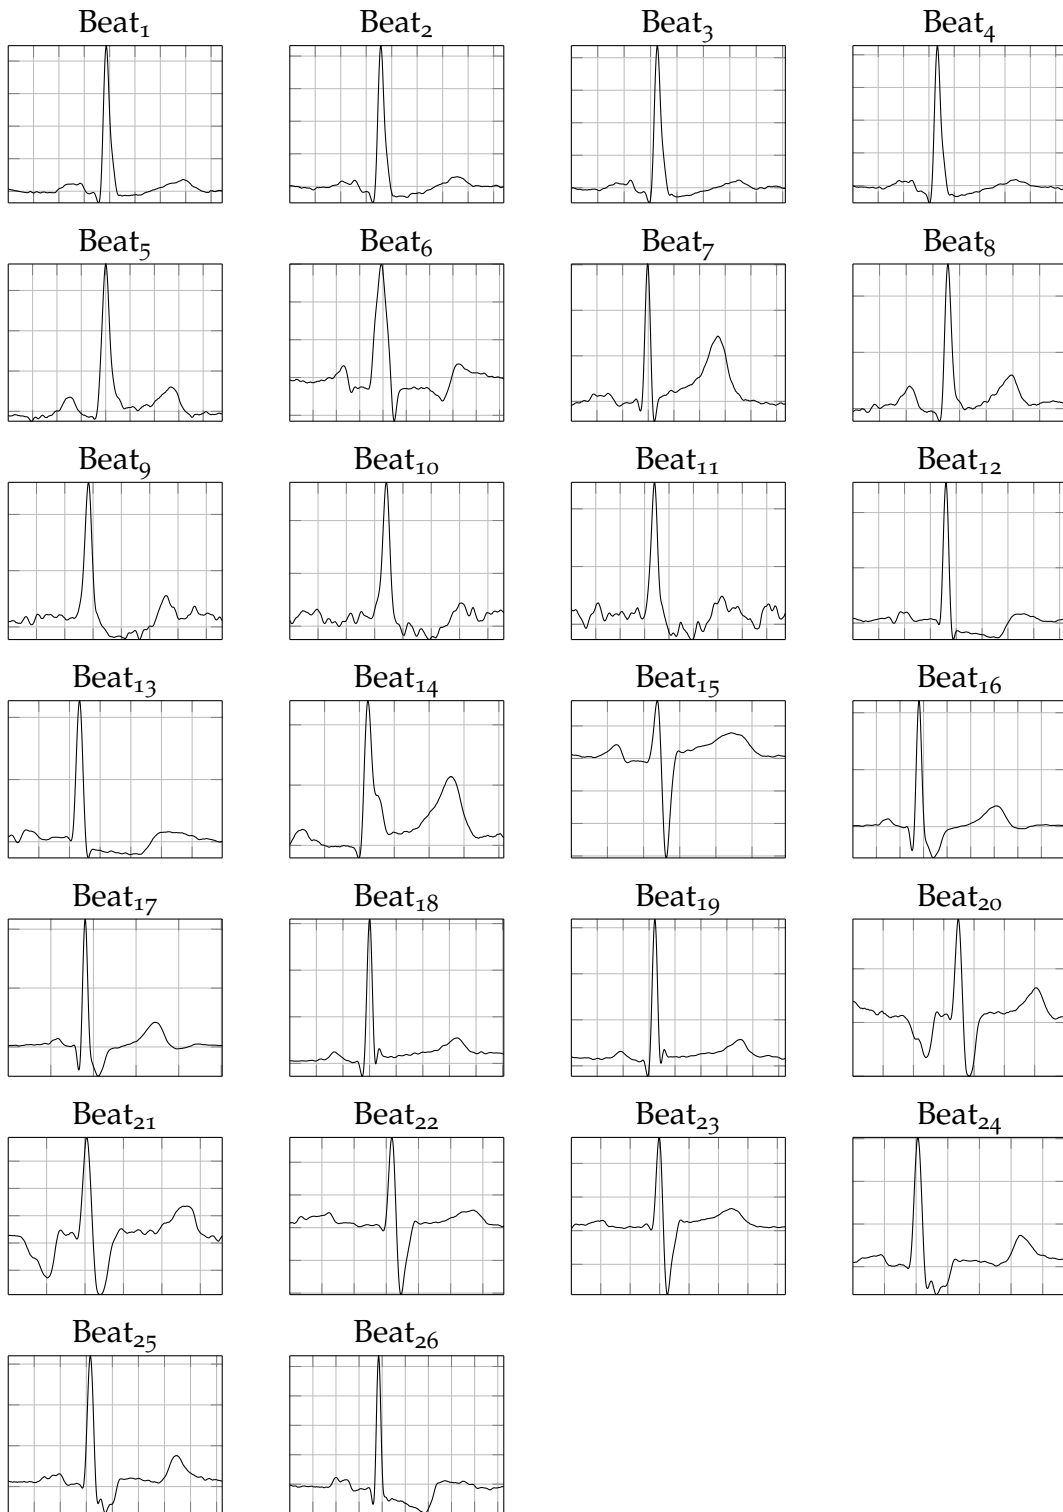 Beat₁ Beat₂ Beat₃ Beat₄
Beat₅ Beat₆ Beat₇ Beat₈
Beat₉ Beat₁₀ Beat₁₁ Beat₁₂
Beat₁₃ Beat₁₄ Beat₁₅ Beat₁₆
Beat₁₇ Beat₁₈ Beat₁₉ Beat₂₀
Beat₂₁ Beat₂₂ Beat₂₃ Beat₂₄
Beat₂₅ Beat₂₆